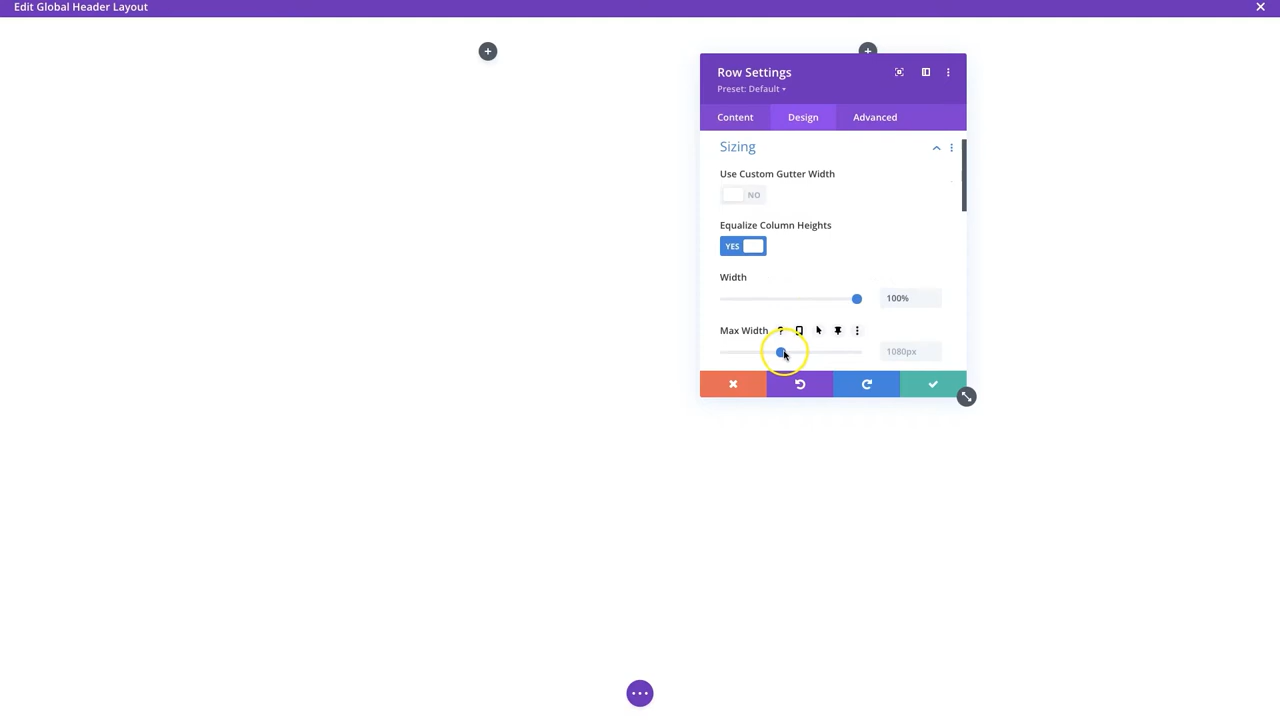 Edit Global Header Layout
Row Settings
Preset: Default
Content
Design
Advanced
Sizing
Use Custom Gutter Width
NO
Equalize Column Heights
YES
Width
100%
Max Width
1080px